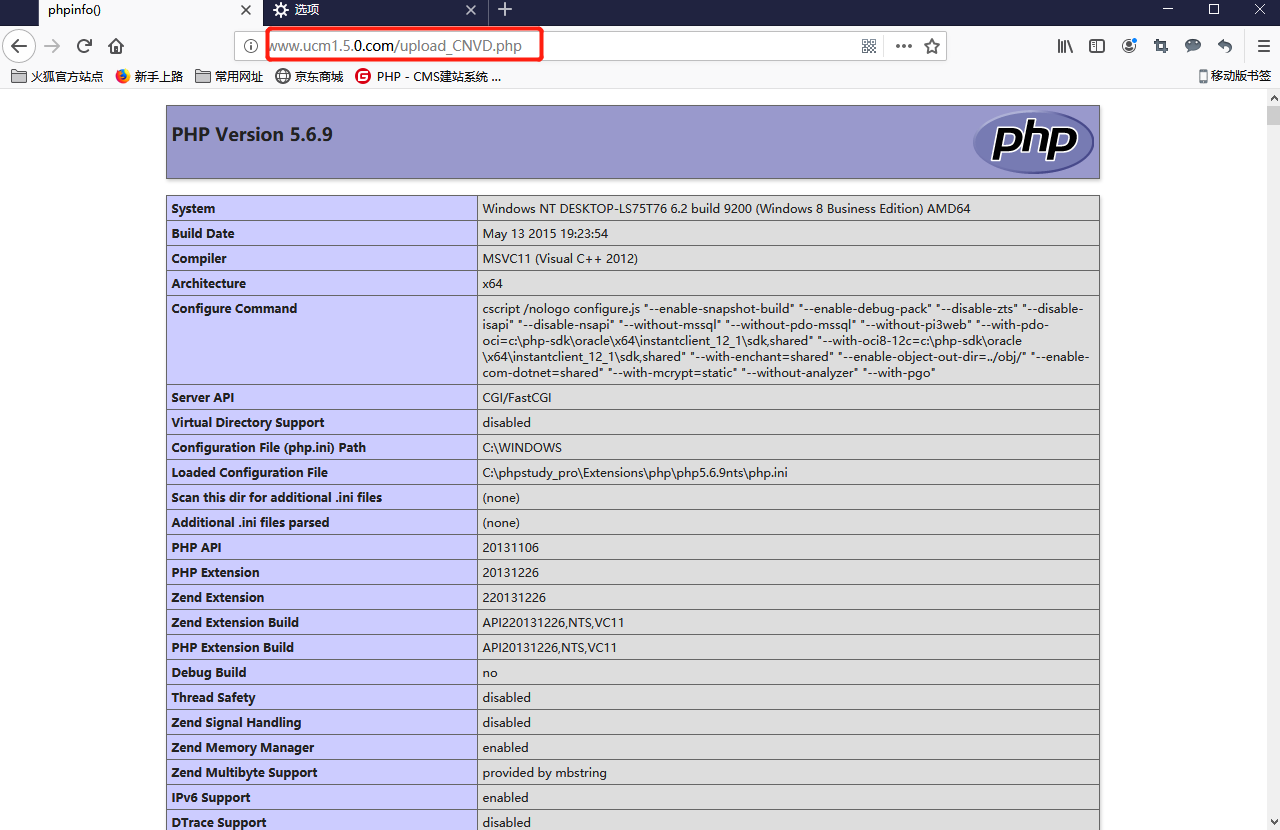 phpinfo()
选项
www.ucm1.5.0.com/upload_CNVD.php
火狐官方站点 新手上路 常用网址 京东商城 PHP - CMS建站系统 ... 移动版书签
PHP Version 5.6.9
php
System Windows NT DESKTOP-LS75T76 6.2 build 9200 (Windows 8 Business Edition) AMD64
Build Date May 13 2015 19:23:54
Compiler MSVC11 (Visual C++ 2012)
Architecture x64
Configure Command cscript /nologo configure.js "--enable-snapshot-build" "--enable-debug-pack" "--disable-zts" "--disable-
isapi" "--disable-nsapi" "--without-mssql" "--without-pdo-mssql" "--without-pi3web" "--with-pdo-
oci=c:\php-sdk\oracle\x64\instantclient_12_1\sdk,shared" "--with-oci8-12c=c:\php-sdk\oracle
\x64\instantclient_12_1\sdk,shared" "--with-enchant=shared" "--enable-object-out-dir=../obj/" "--enable-
com-dotnet=shared" "--with-mcrypt=static" "--without-analyzer" "--with-pgo"
Server API CGI/FastCGI
Virtual Directory Support disabled
Configuration File (php.ini) Path C:\WINDOWS
Loaded Configuration File C:\phpstudy_pro\Extensions\php\php5.6.9nts\php.ini
Scan this dir for additional .ini files (none)
Additional .ini files parsed (none)
PHP API 20131106
PHP Extension 20131226
Zend Extension 220131226
Zend Extension Build API220131226,NTS,VC11
PHP Extension Build API20131226,NTS,VC11
Debug Build no
Thread Safety disabled
Zend Signal Handling disabled
Zend Memory Manager enabled
Zend Multibyte Support provided by mbstring
IPv6 Support enabled
DTrace Support disabled